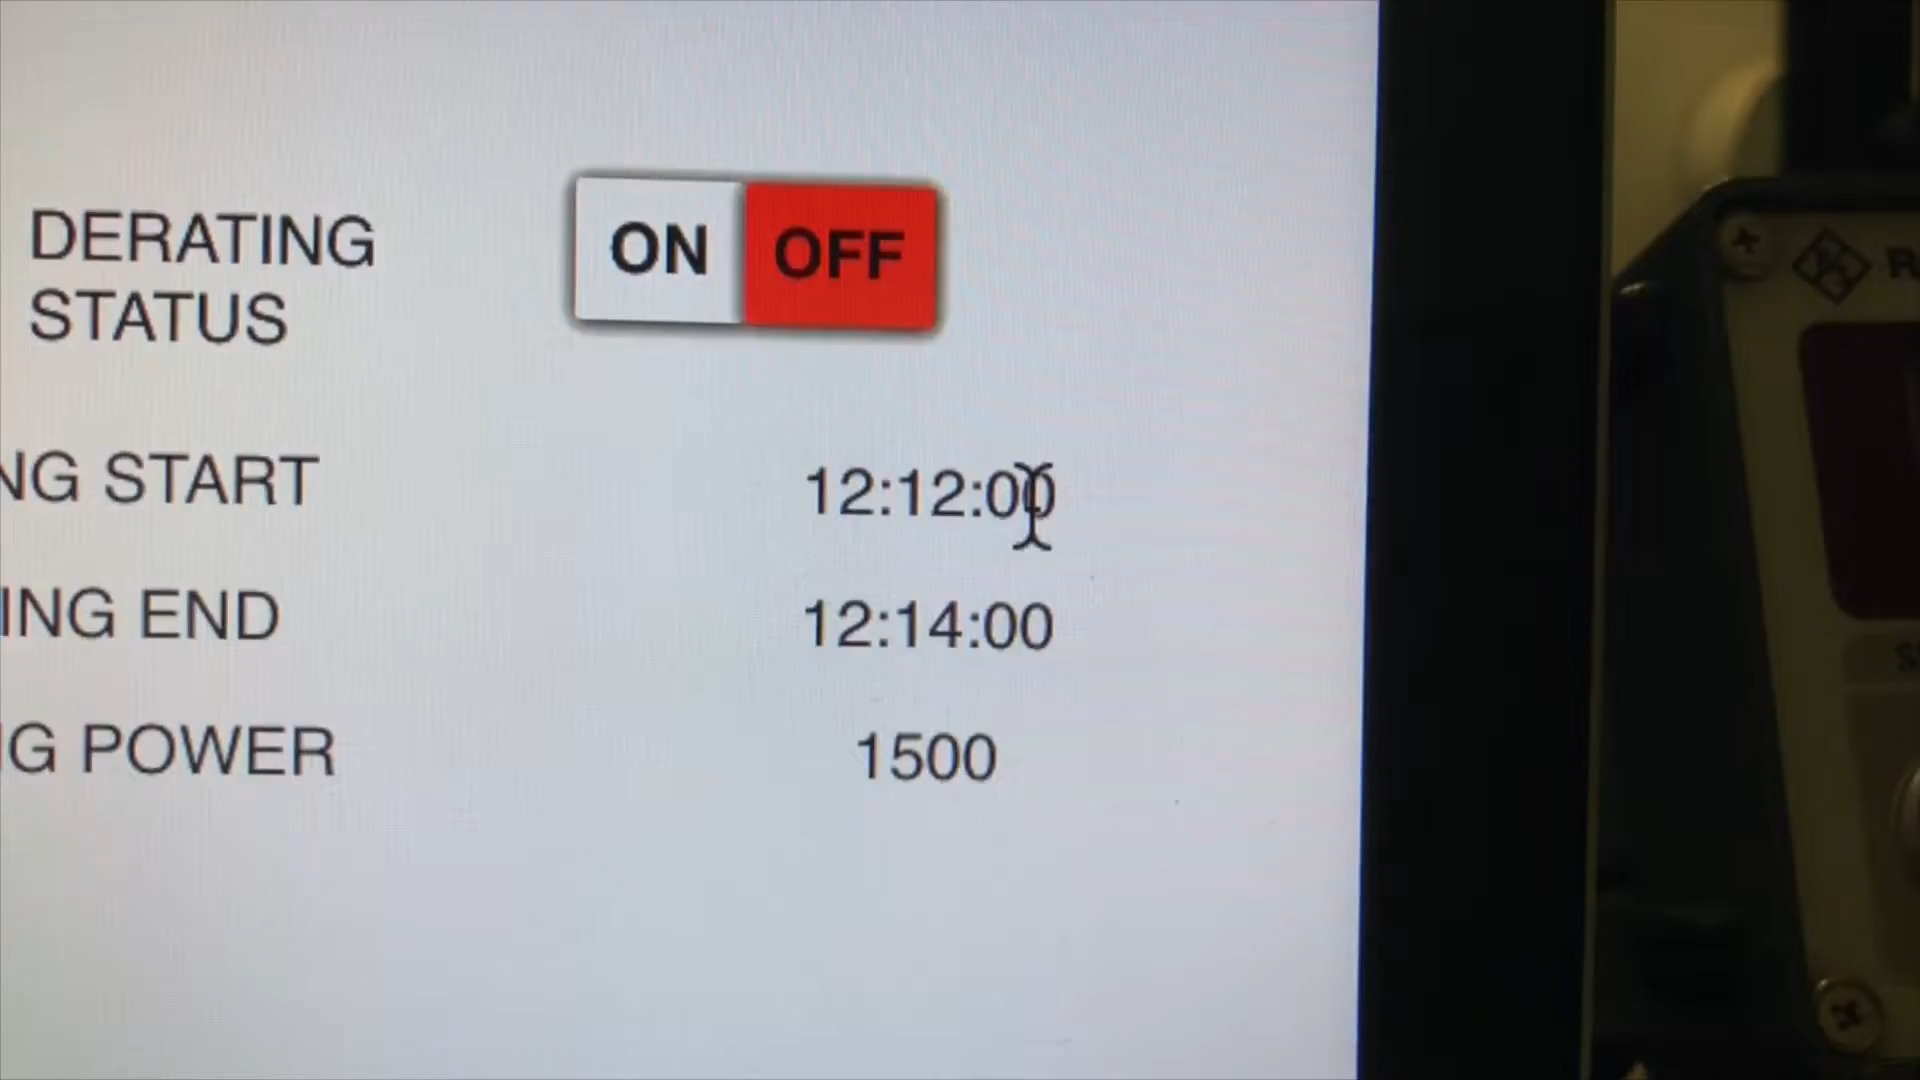 DERATING
STATUS
ON OFF
NG START 12:12:00
ING END 12:14:00
G POWER 1500
R